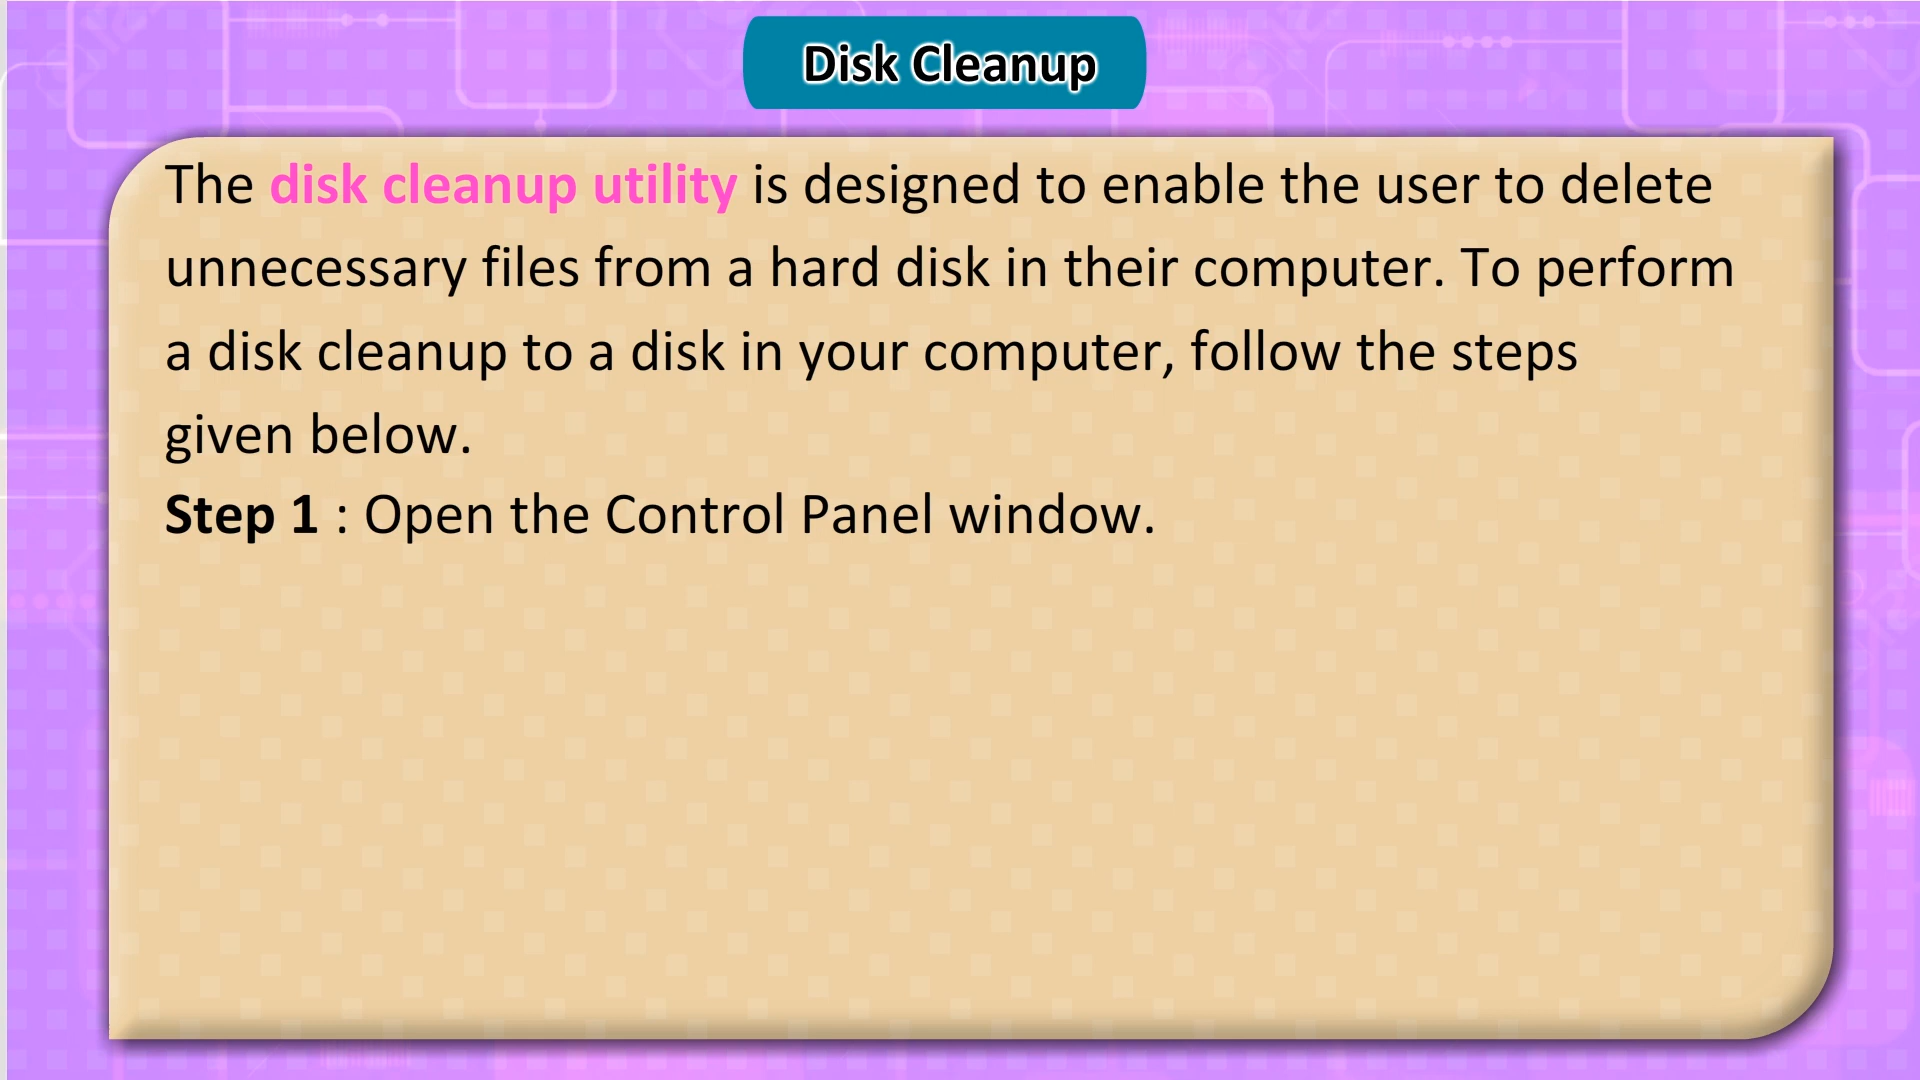 Disk Cleanup
The disk cleanup utility is designed to enable the user to delete
unnecessary files from a hard disk in their computer. To perform
a disk cleanup to a disk in your computer, follow the steps
given below.
Step 1 : Open the Control Panel window.